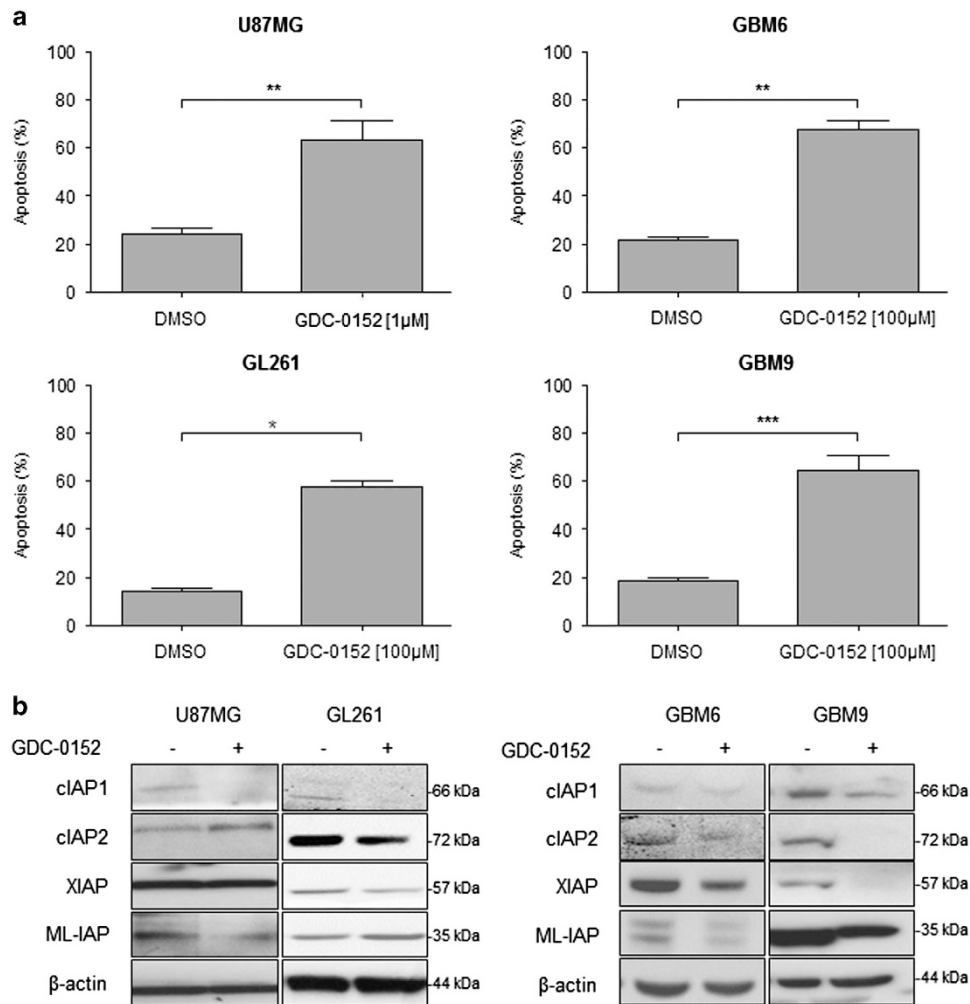 a
U87MG
100
80
60
40
20
0
Apoptosis (%)
**
DMSO
GDC-0152 [1µM]
GBM6
100
80
60
40
20
0
Apoptosis (%)
**
DMSO
GDC-0152 [100µM]
GL261
100
80
60
40
20
0
Apoptosis (%)
*
DMSO
GDC-0152 [100µM]
GBM9
100
80
60
40
20
0
Apoptosis (%)
***
DMSO
GDC-0152 [100µM]
b
U87MG GL261
GDC-0152 - + - +
cIAP1 -66 kDa
cIAP2 -72 kDa
XIAP -57 kDa
ML-IAP -35 kDa
β-actin -44 kDa
GBM6 GBM9
GDC-0152 - + - +
cIAP1 -66 kDa
cIAP2 -72 kDa
XIAP -57 kDa
ML-IAP -35 kDa
β-actin -44 kDa